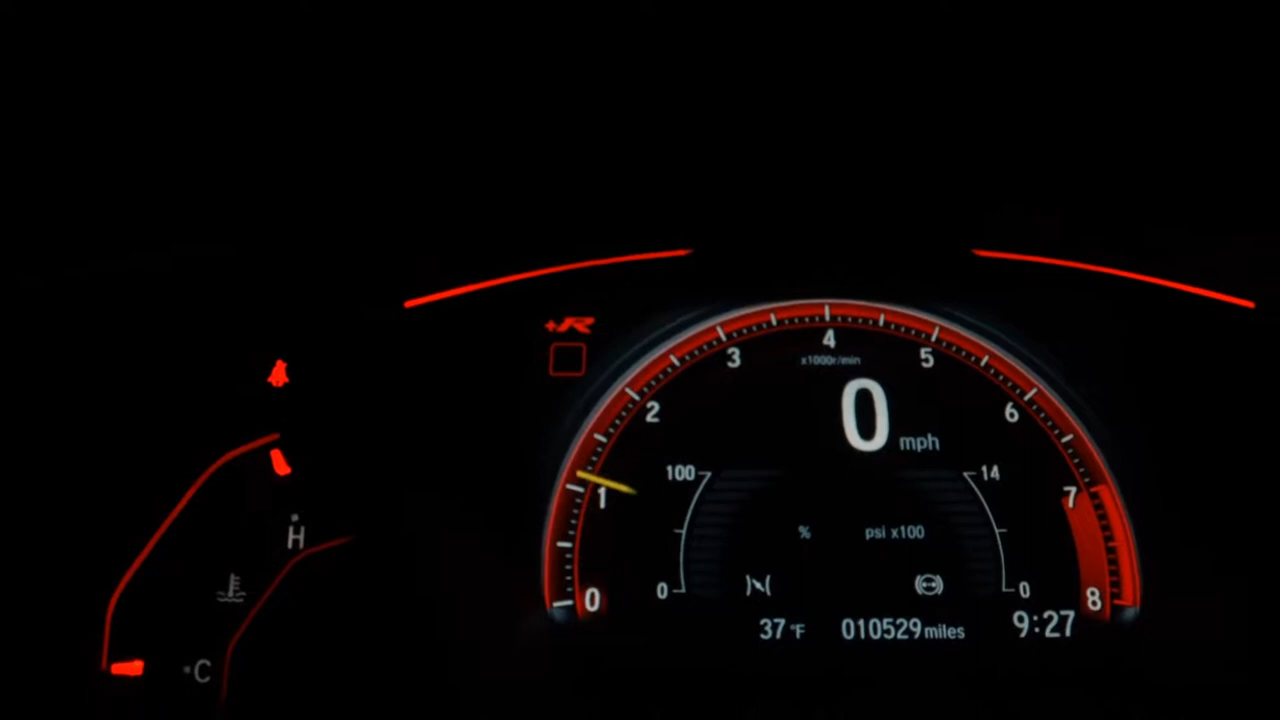 +R
4
x1000r/min
3 5
2 6
0 mph
100 14
1 7
H
% psi x100
0 0
0 8
C
37 °F 010529 miles 9:27